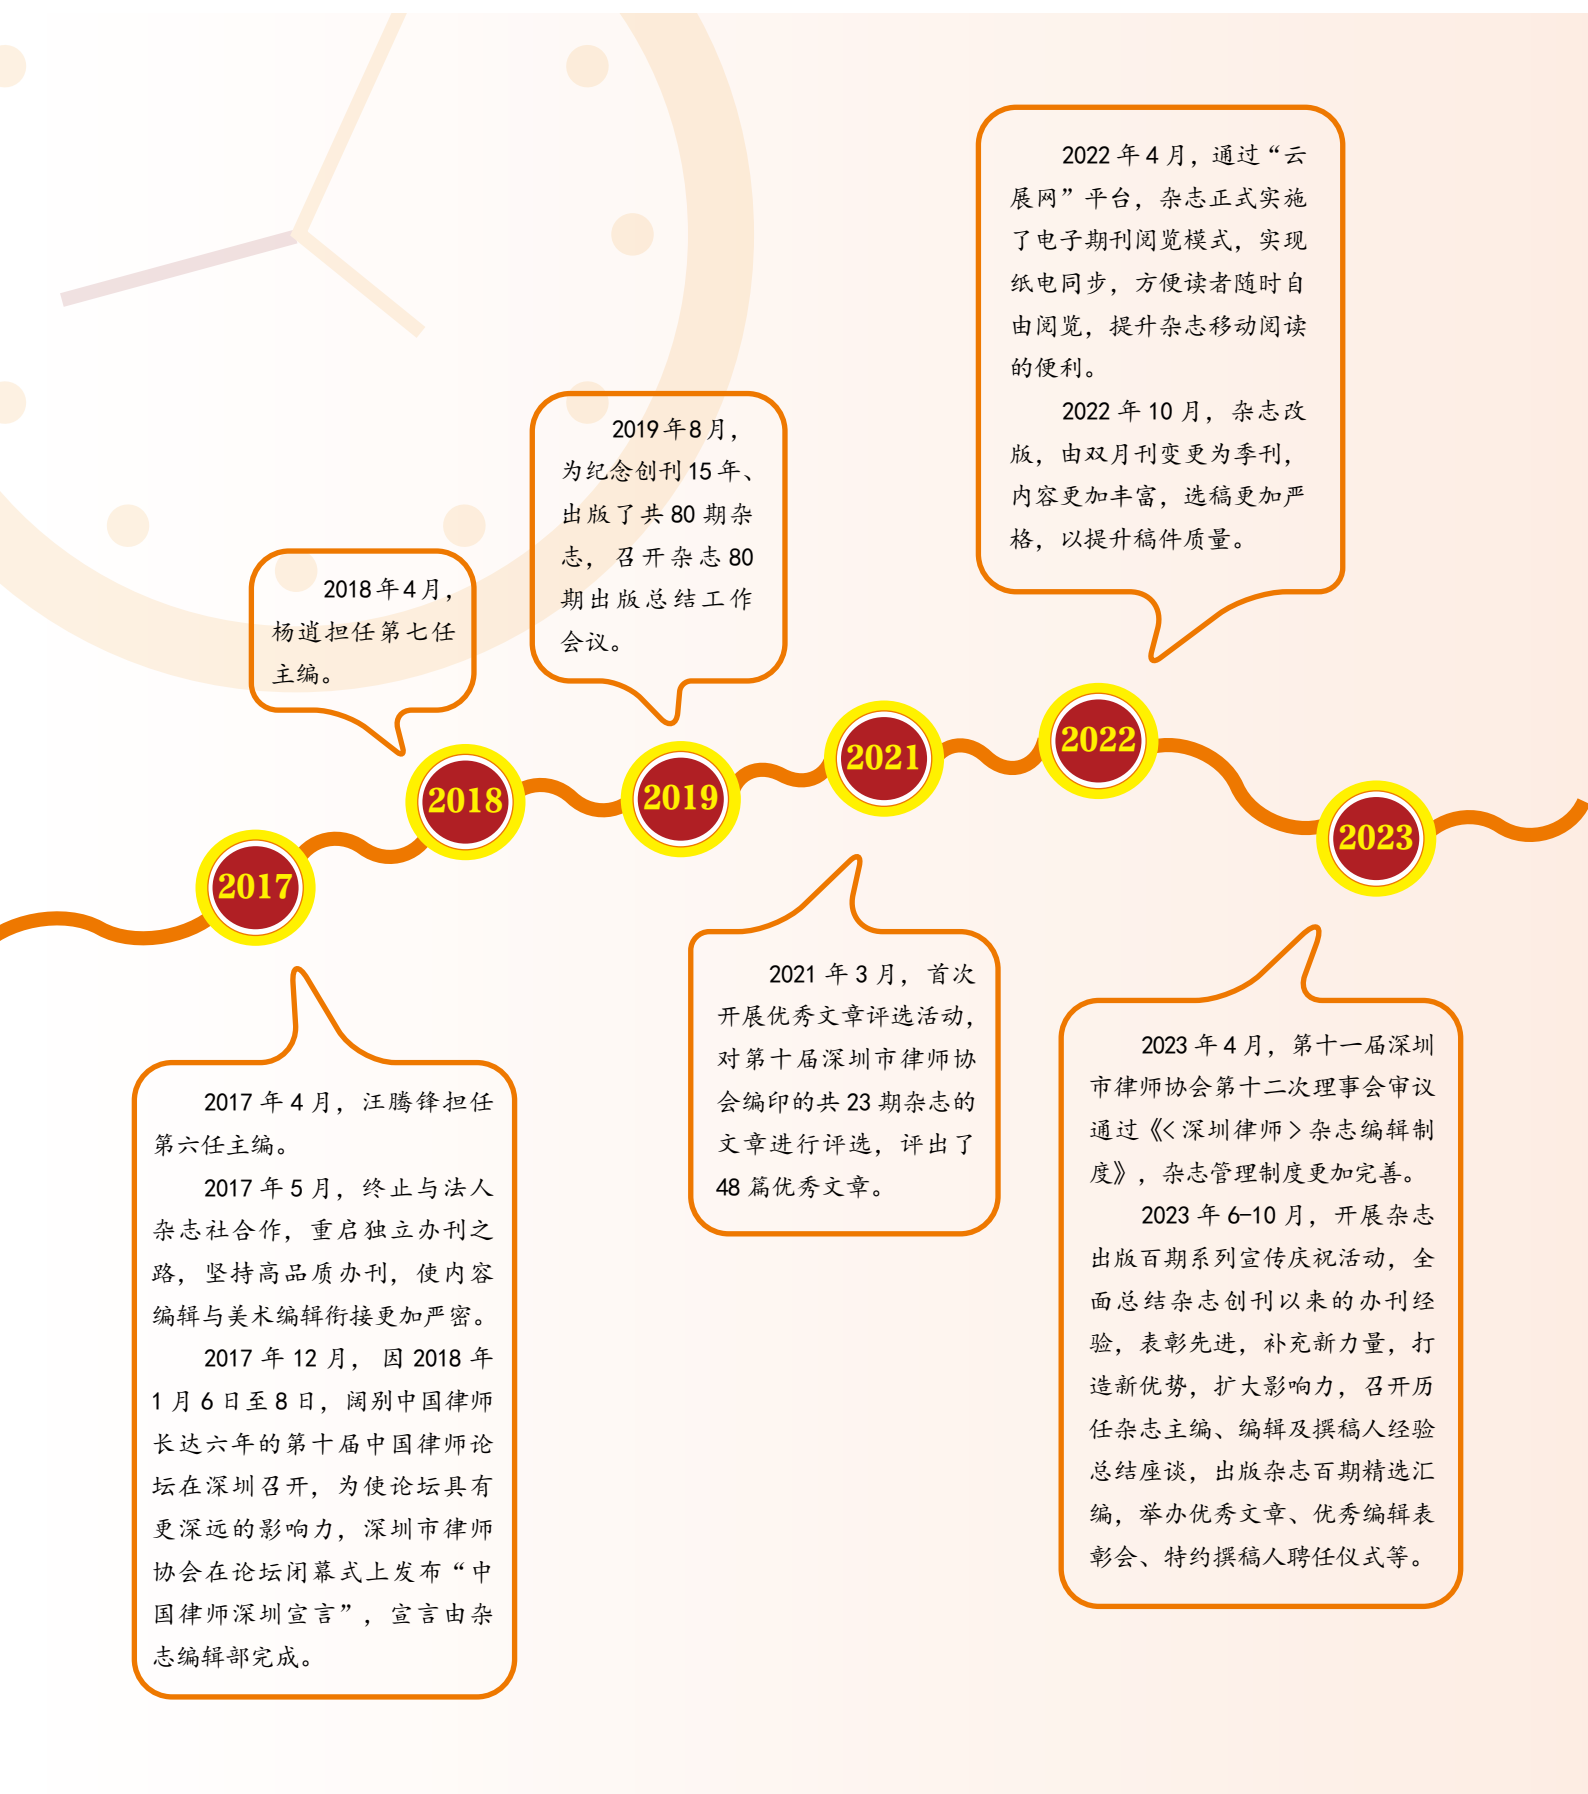 2017
2017 年 4 月，汪腾锋担任
第六任主编。
2017 年 5 月，终止与法人
杂志社合作，重启独立办刊之
路，坚持高品质办刊，使内容
编辑与美术编辑衔接更加严密。
2017 年 12 月，因 2018 年
1 月 6 日至 8 日，阔别中国律师
长达六年的第十届中国律师论
坛在深圳召开，为使论坛具有
更深远的影响力，深圳市律师
协会在论坛闭幕式上发布“中
国律师深圳宣言”，宣言由杂
志编辑部完成。
2018
2018 年 4 月，
杨逍担任第七任
主编。
2019
2019 年 8 月，
为纪念创刊 15 年、
出版了共 80 期杂
志，召开杂志 80
期出版总结工作
会议。
2021
2021 年 3 月，首次
开展优秀文章评选活动，
对第十届深圳市律师协
会编印的共 23 期杂志的
文章进行评选，评出了
48 篇优秀文章。
2022
2022 年 4 月，通过“云
展网”平台，杂志正式实施
了电子期刊阅览模式，实现
纸电同步，方便读者随时自
由阅览，提升杂志移动阅读
的便利。
2022 年 10 月，杂志改
版，由双月刊变更为季刊，
内容更加丰富，选稿更加严
格，以提升稿件质量。
2023
2023 年 4 月，第十一届深圳
市律师协会第十二次理事会审议
通过《< 深圳律师 > 杂志编辑制
度》，杂志管理制度更加完善。
2023 年 6-10 月，开展杂志
出版百期系列宣传庆祝活动，全
面总结杂志创刊以来的办刊经
验，表彰先进，补充新力量，打
造新优势，扩大影响力，召开历
任杂志主编、编辑及撰稿人经验
总结座谈，出版杂志百期精选汇
编，举办优秀文章、优秀编辑表
彰会、特约撰稿人聘任仪式等。